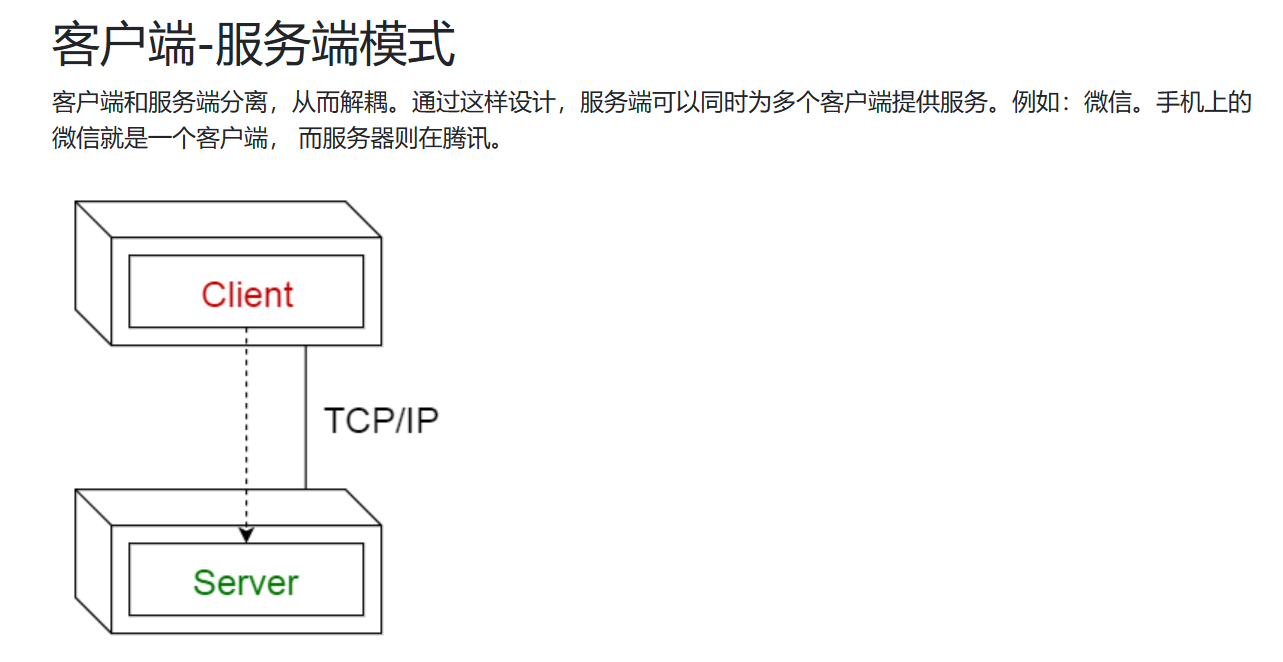 客户端-服务端模式
客户端和服务端分离，从而解耦。通过这样设计，服务端可以同时为多个客户端提供服务。例如：微信。手机上的
微信就是一个客户端， 而服务器则在腾讯。
Client
TCP/IP
Server